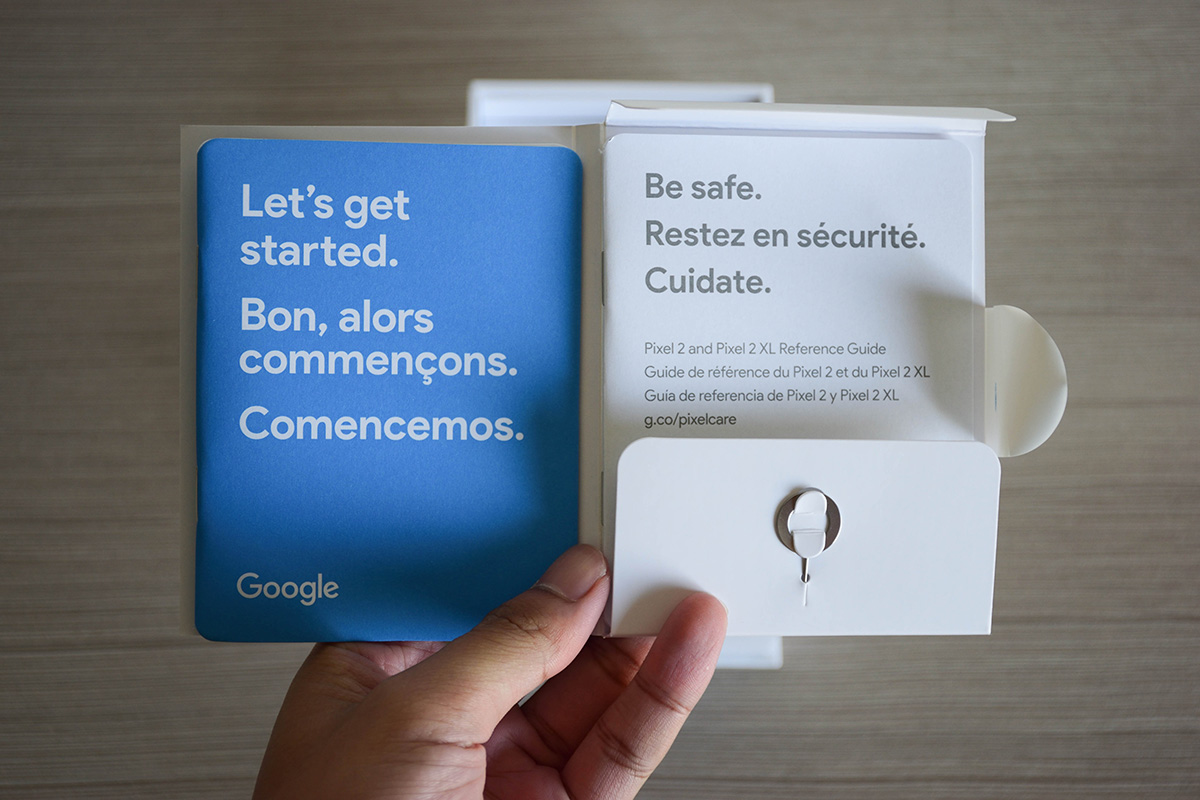 Let's get
started.
Bon, alors
commençons.
Comencemos.
Google
Be safe.
Restez en sécurité.
Cuidate.
Pixel 2 and Pixel 2 XL Reference Guide
Guide de référence du Pixel 2 et du Pixel 2 XL
Guía de referencia de Pixel 2 y Pixel 2 XL
g.co/pixelcare